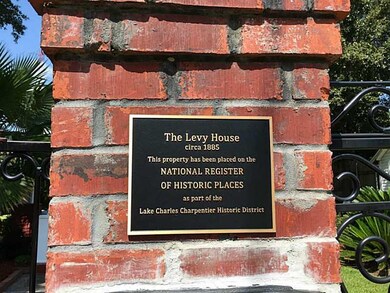 The Levy House
circa 1885
This property has been placed on the
NATIONAL REGISTER
OF HISTORIC PLACES
as part of the
Lake Charles Charpentier Historic District